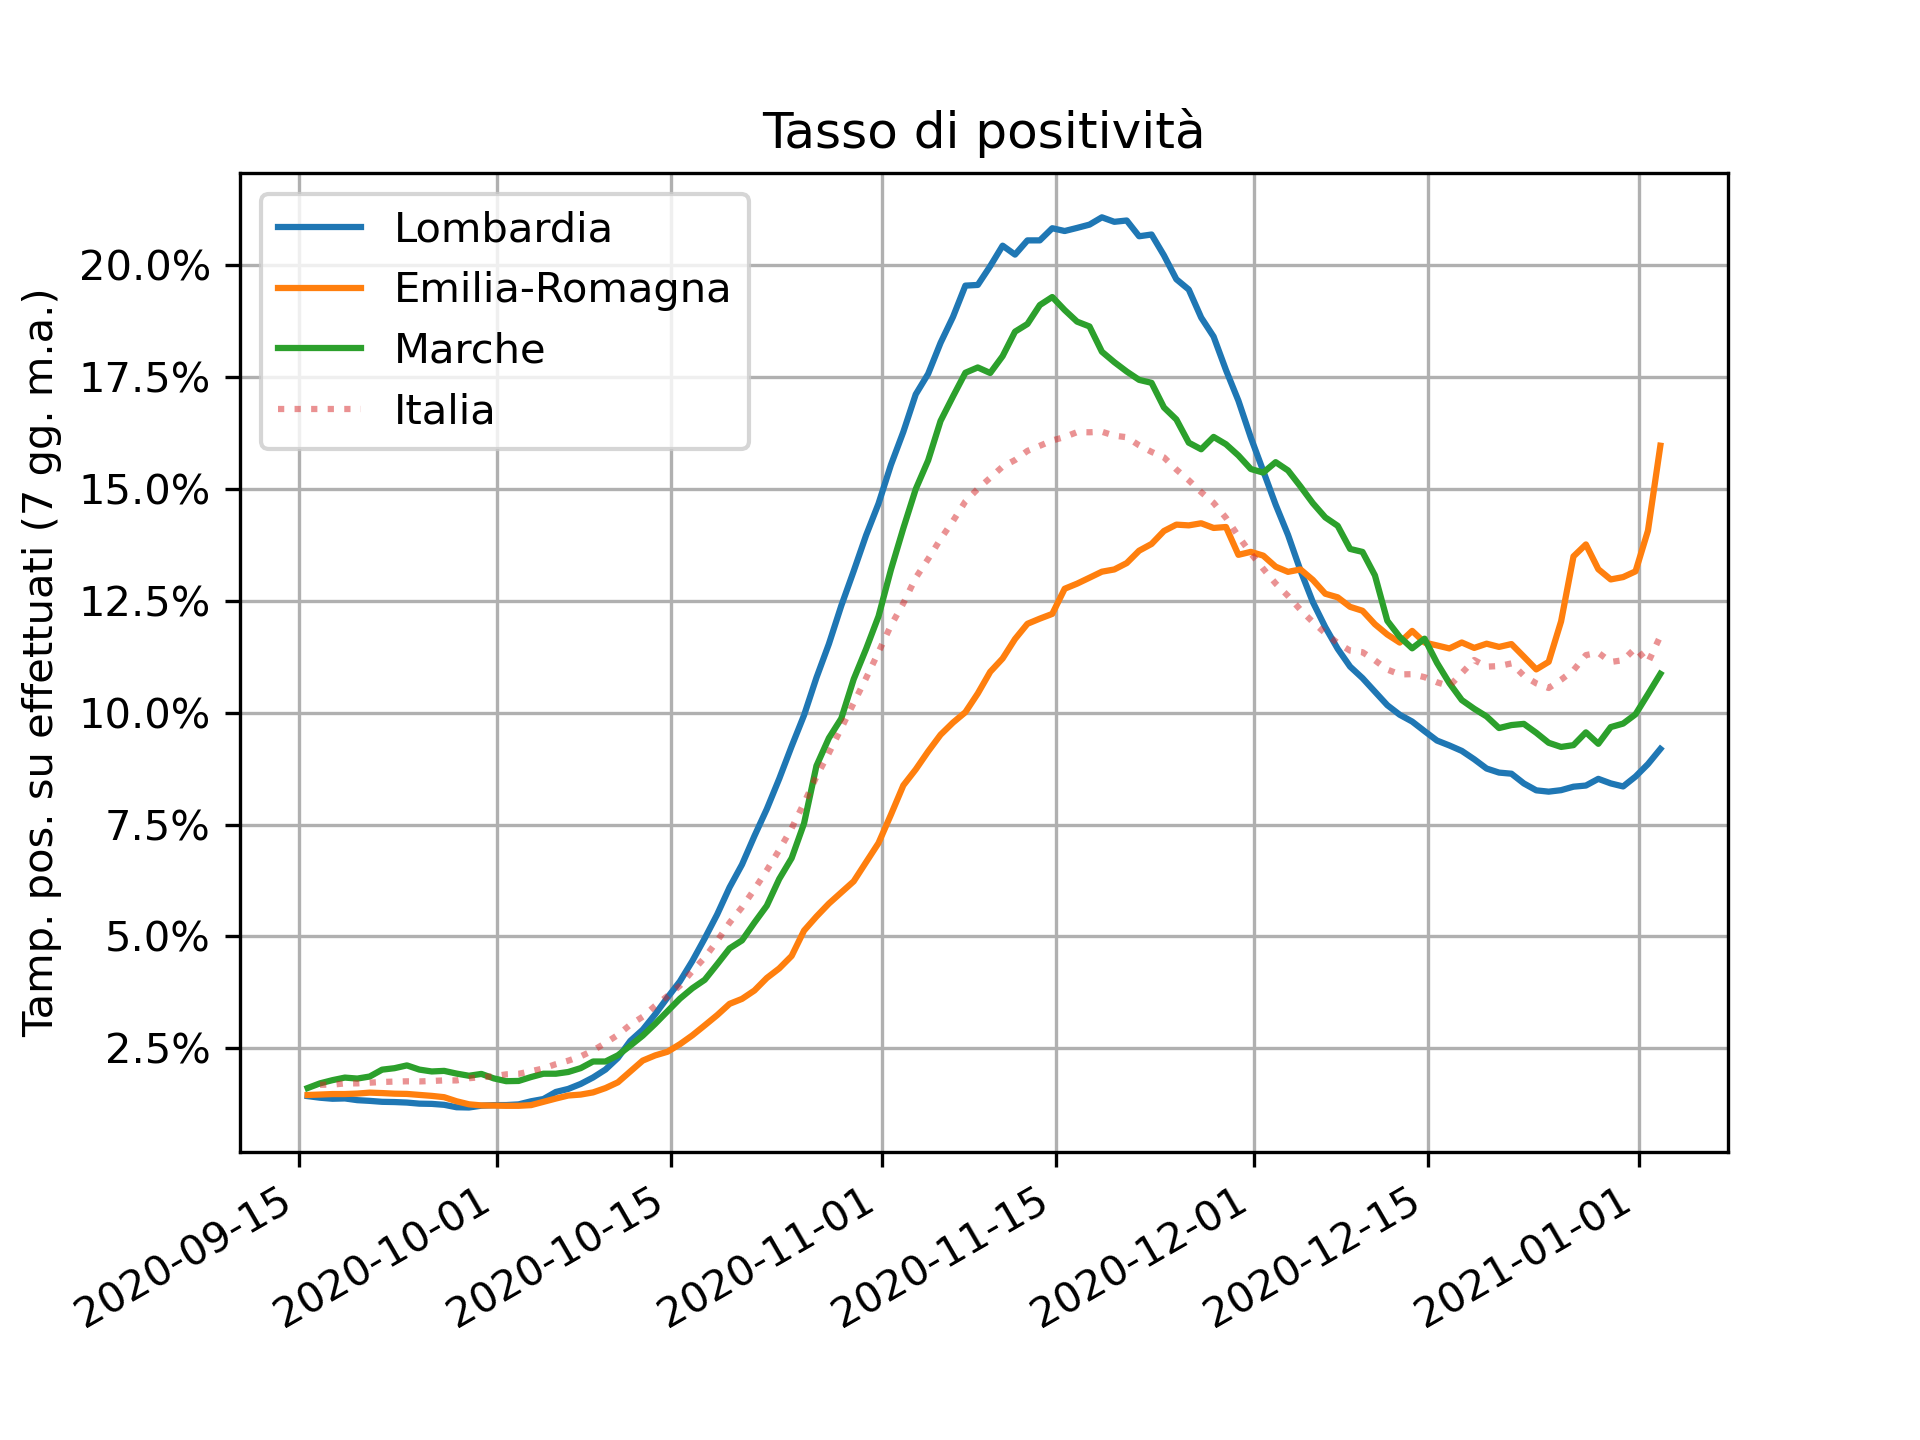 Tasso di positività
Lombardia
Emilia-Romagna
Marche
Italia
Tamp. pos. su effettuati (7 gg. m.a.)
20.0%
17.5%
15.0%
12.5%
10.0%
7.5%
5.0%
2.5%
2020-09-15
2020-10-01
2020-10-15
2020-11-01
2020-11-15
2020-12-01
2020-12-15
2021-01-01